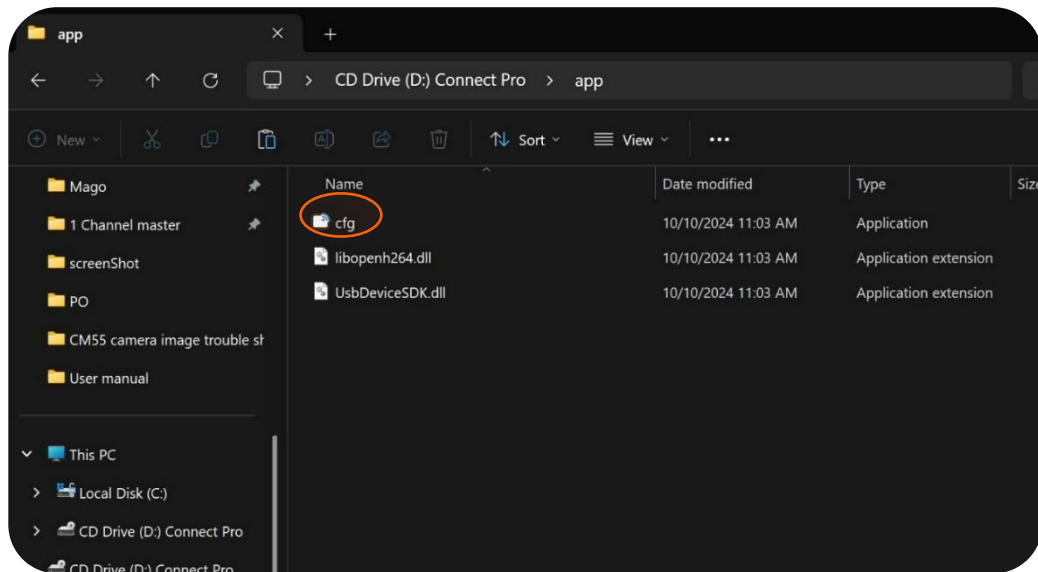 app
CD Drive (D:) Connect Pro > app
New
Sort
View
Mago
1 Channel master
screenShot
PO
CM55 camera image trouble sh
User manual
This PC
Local Disk (C:)
CD Drive (D:) Connect Pro
CD Drive (D:) Connect Pro
Name Date modified Type Size
cfg 10/10/2024 11:03 AM Application
libopenh264.dll 10/10/2024 11:03 AM Application extension
UsbDeviceSDK.dll 10/10/2024 11:03 AM Application extension